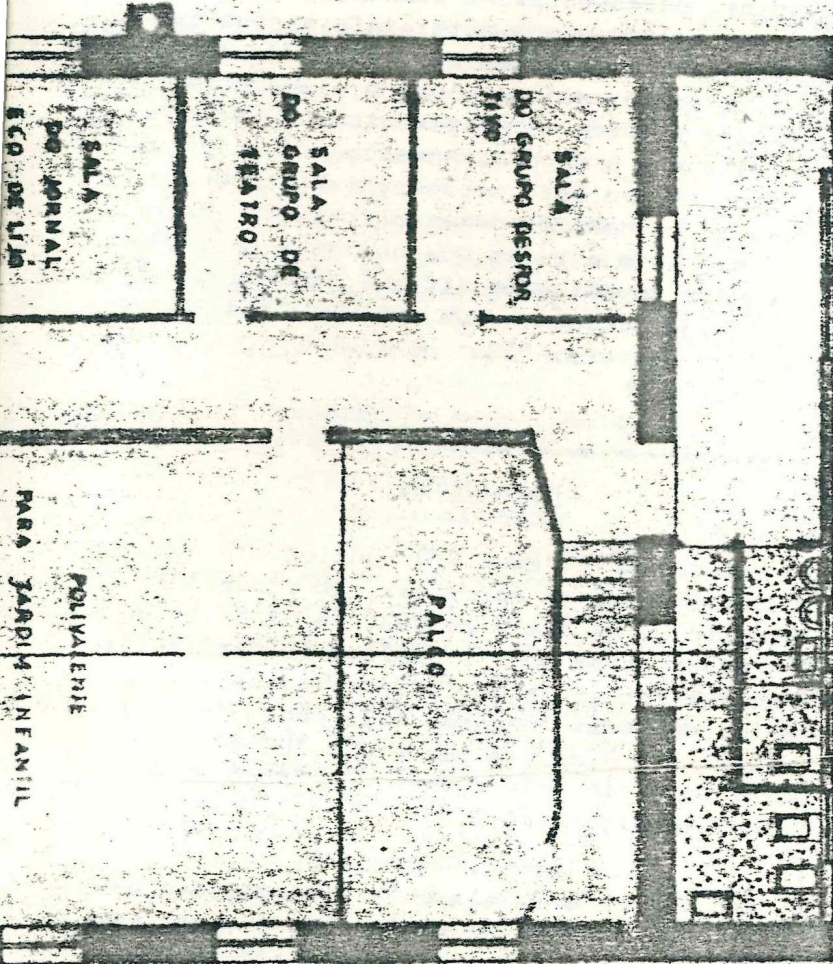 SALA
DO GRUPO DESPOR
TIVO
SALA
DO GRUPO DE
TEATRO
SALA
DO JORNAL
ECO DE
PALCO
POLIVALENTE
PARA JARDIM INFANTIL